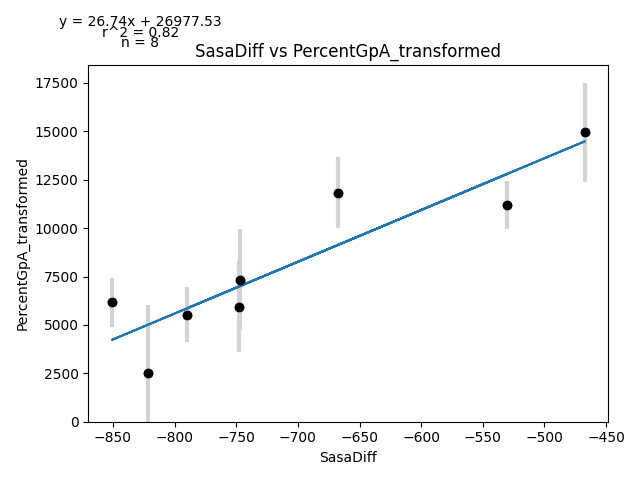 y = 26.74x + 26977.53
r^2 = 0.82
n = 8
SasaDiff vs PercentGpA_transformed
PercentGpA_transformed
17500
15000
12500
10000
7500
5000
2500
0
−850
−800
−750
−700
−650
−600
−550
−500
−450
SasaDiff